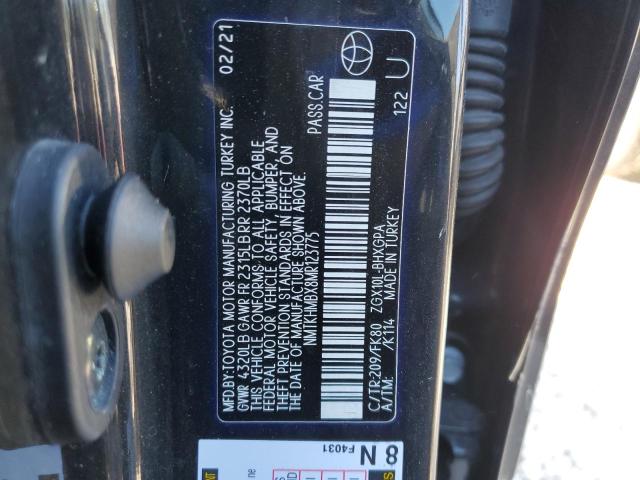 MFD.BY:TOYOTA MOTOR MANUFACTURING TURKEY INC. 02/21
GVWR 4320LB GAWR FR 2315LB RR 2370LB
THIS VEHICLE CONFORMS TO ALL APPLICABLE
FEDERAL MOTOR VEHICLE SAFETY, BUMPER, AND
THEFT PREVENTION STANDARDS IN EFFECT ON
THE DATE OF MANUFACTURE SHOWN ABOVE.
NMTKHMBX8MR123775 PASS.CAR
C/TR:209/FK80 ZGX10L-BHXGPA
A/TM: /K114 MADE IN TURKEY
122 U
8 N
F4031